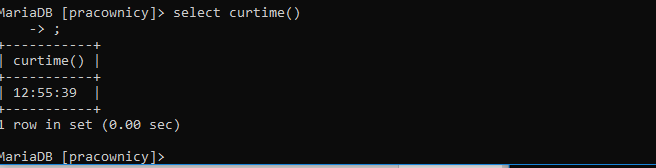 MariaDB [pracownicy]> select curtime()
    -> ;
+-----------+
| curtime() |
+-----------+
| 12:55:39  |
+-----------+
1 row in set (0.00 sec)

MariaDB [pracownicy]>